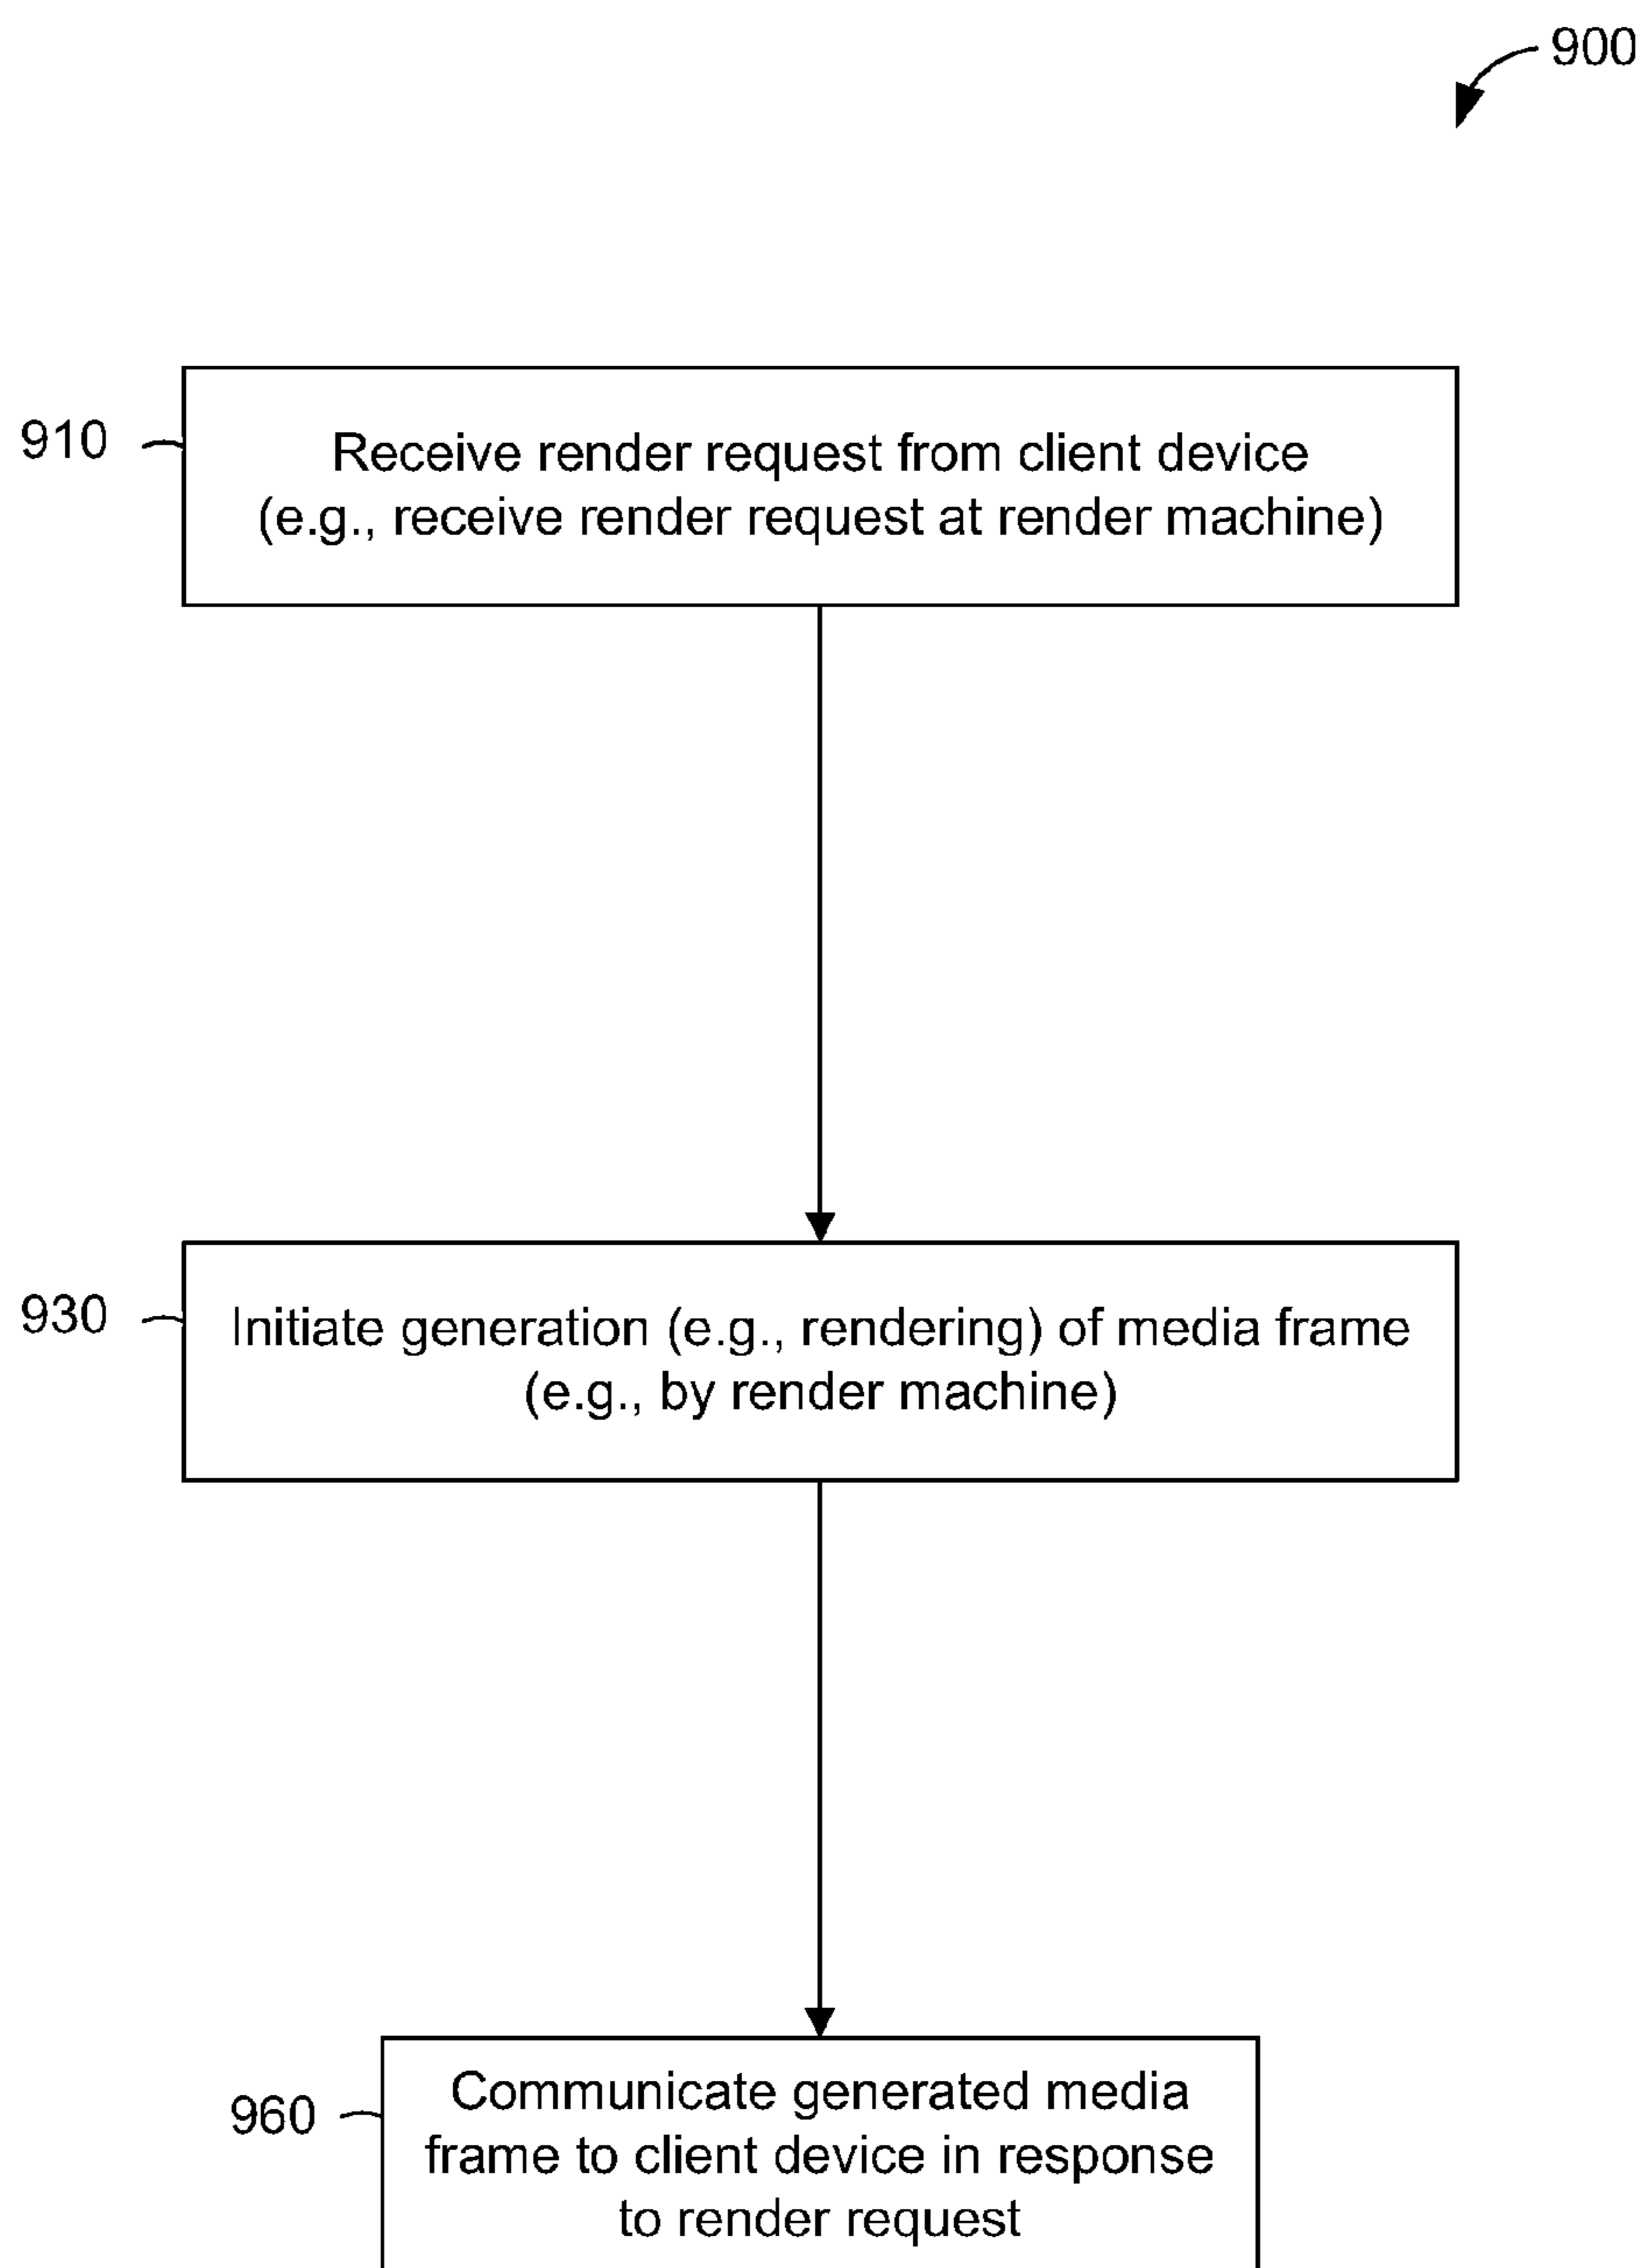 900
910
Receive render request from client device
(e.g., receive render request at render machine)
930
Initiate generation (e.g., rendering) of media frame
(e.g., by render machine)
960
Communicate generated media
frame to client device in response
to render request